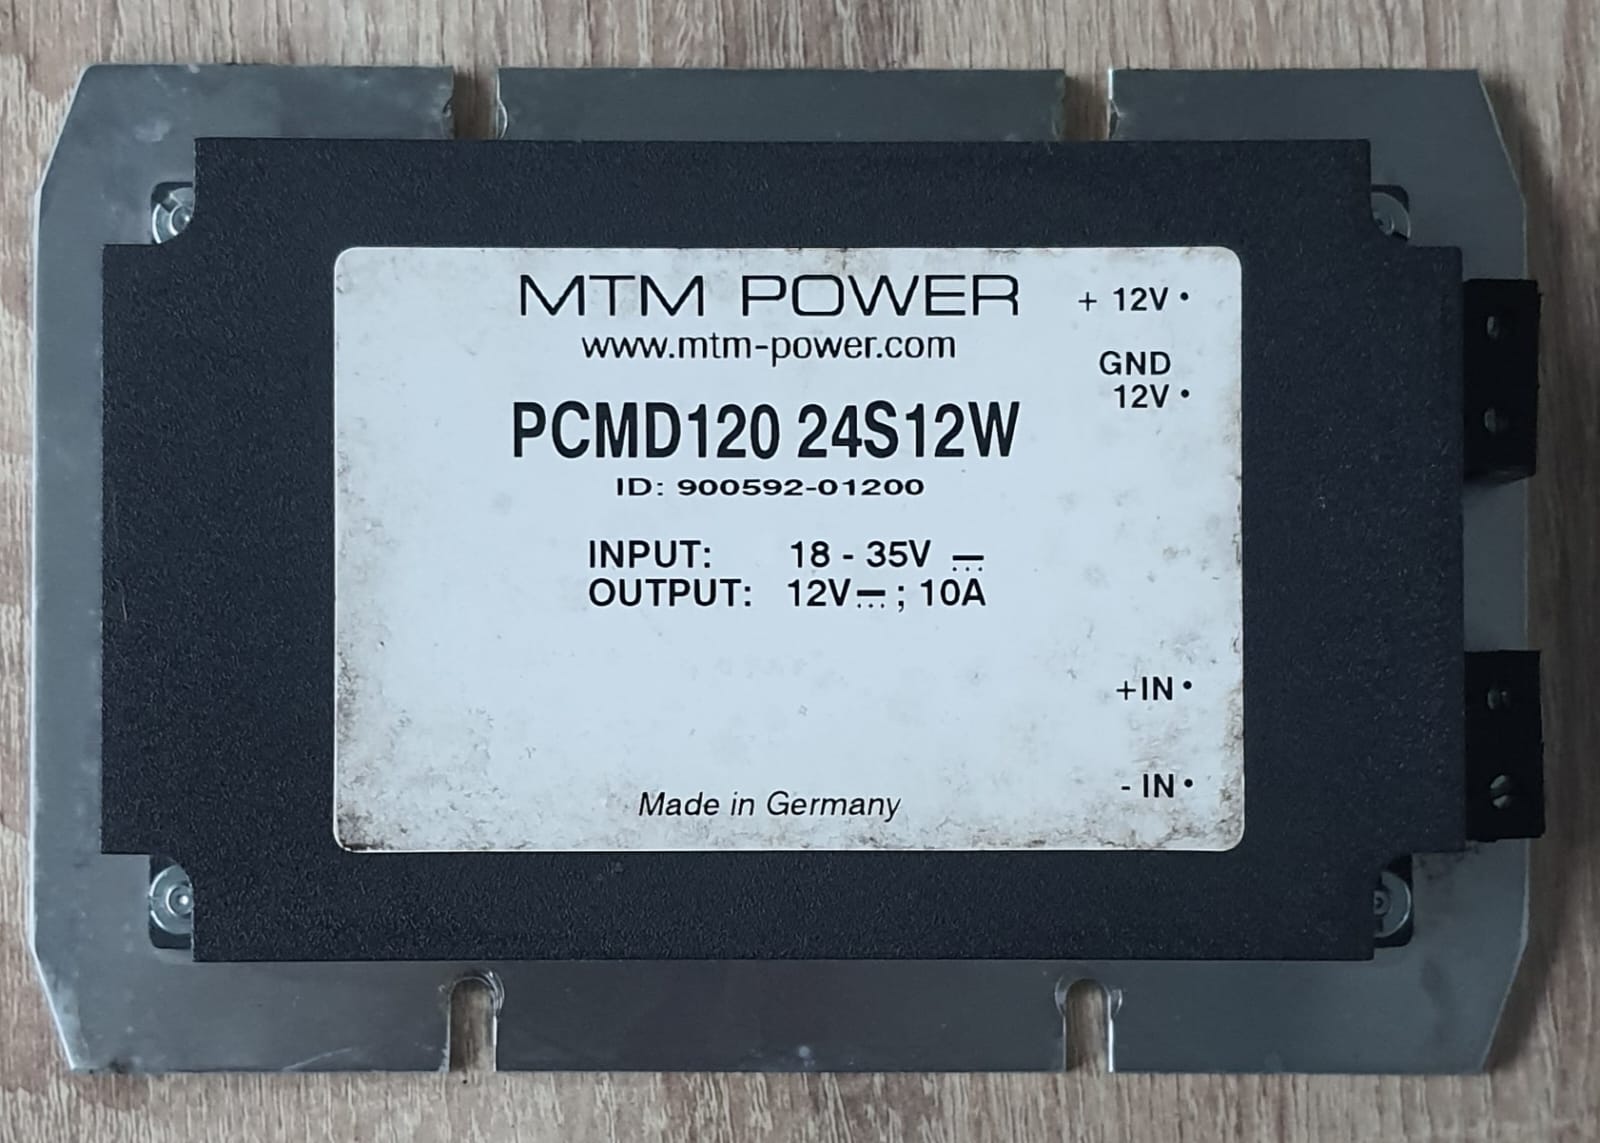 MTM POWER
www.mtm-power.com
+ 12V •
GND
12V •
PCMD120 24S12W
ID: 900592-01200
INPUT: 18 - 35V ⎓
OUTPUT: 12V⎓ ; 10A
+IN •
- IN •
Made in Germany